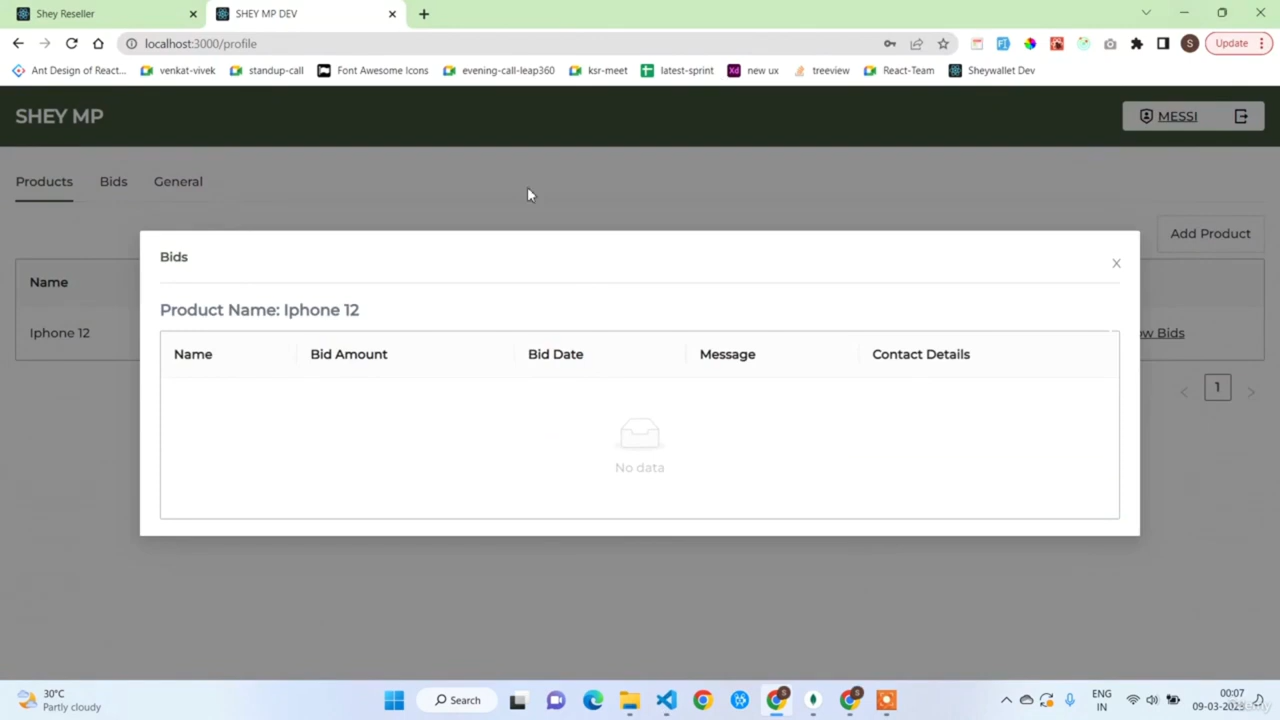 Shey Reseller
SHEY MP DEV
localhost:3000/profile
S
Update
Ant Design of React...
venkat-vivek
standup-call
Font Awesome Icons
evening-call-leap360
ksr-meet
latest-sprint
Xd
new ux
treeview
React-Team
Sheywallet Dev
SHEY MP
MESSI
Products
Bids
General
Add Product
Name
Iphone 12
ow Bids
1
Bids
Product Name: Iphone 12
Name
Bid Amount
Bid Date
Message
Contact Details
No data
30°C
Partly cloudy
Search
ENG
IN
00:07
09-03-2023